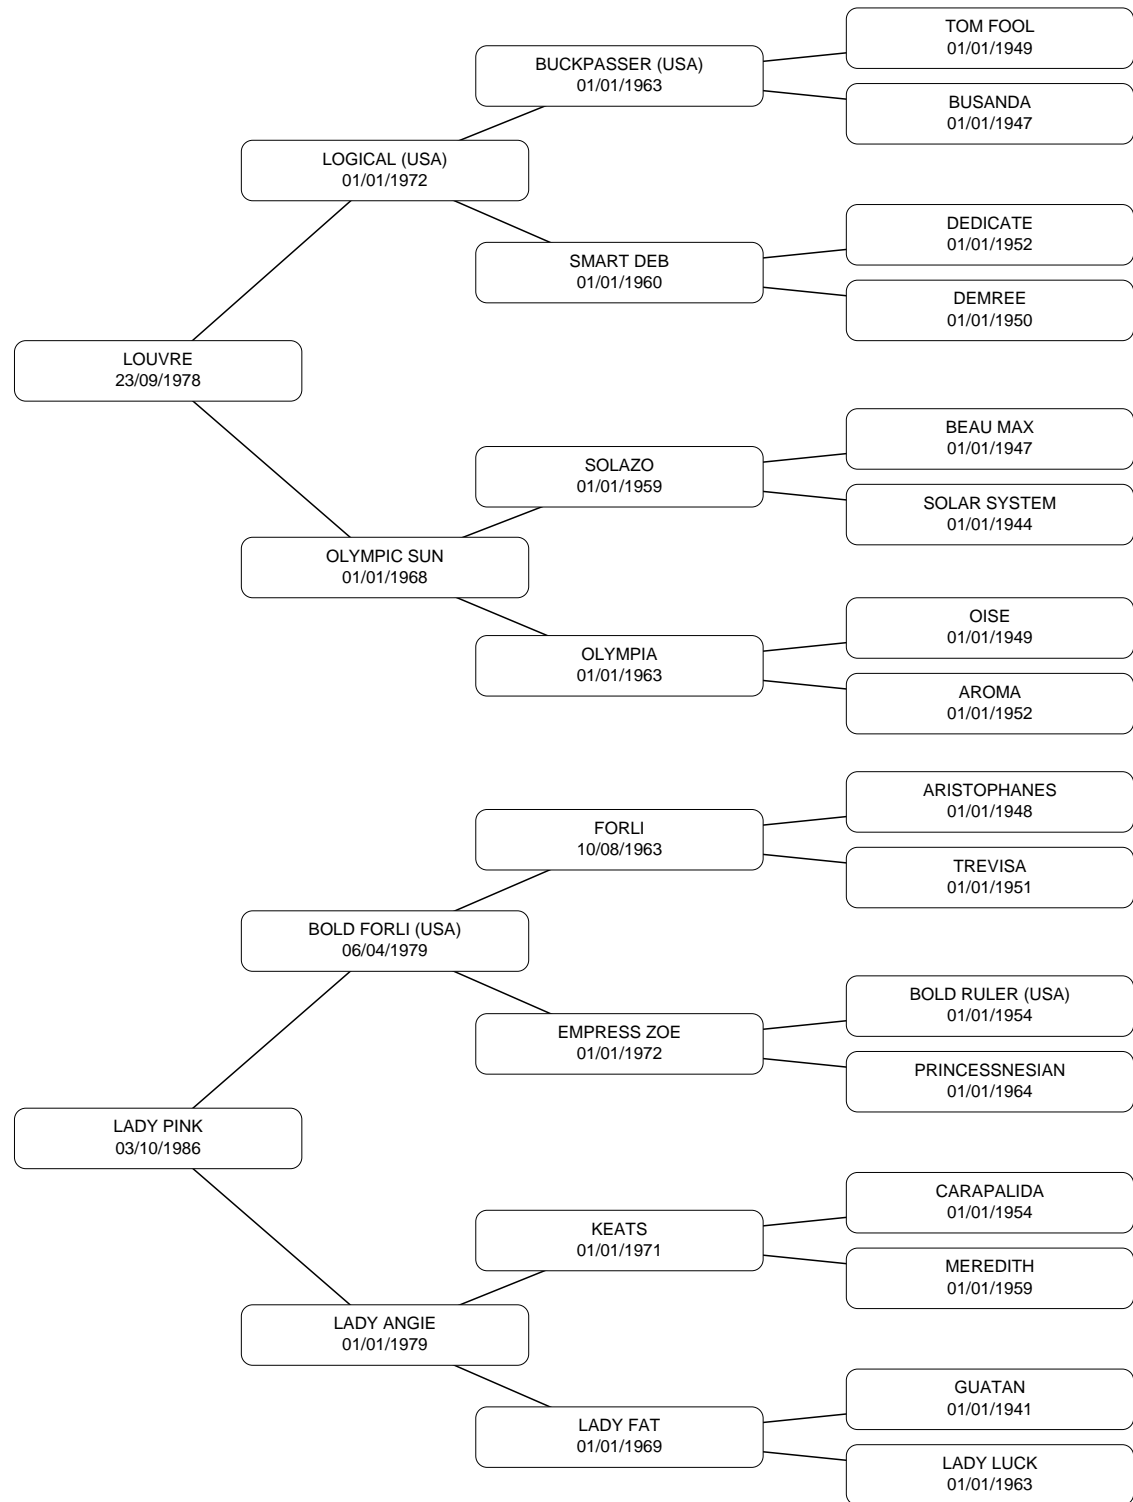 TOM FOOL
01/01/1949
BUCKPASSER (USA)
01/01/1963
BUSANDA
01/01/1947
LOGICAL (USA)
01/01/1972
DEDICATE
01/01/1952
SMART DEB
01/01/1960
DEMREE
01/01/1950
LOUVRE
23/09/1978
BEAU MAX
01/01/1947
SOLAZO
01/01/1959
SOLAR SYSTEM
01/01/1944
OLYMPIC SUN
01/01/1968
OISE
01/01/1949
OLYMPIA
01/01/1963
AROMA
01/01/1952
ARISTOPHANES
01/01/1948
FORLI
10/08/1963
TREVISA
01/01/1951
BOLD FORLI (USA)
06/04/1979
BOLD RULER (USA)
01/01/1954
EMPRESS ZOE
01/01/1972
PRINCESSNESIAN
01/01/1964
LADY PINK
03/10/1986
CARAPALIDA
01/01/1954
KEATS
01/01/1971
MEREDITH
01/01/1959
LADY ANGIE
01/01/1979
GUATAN
01/01/1941
LADY FAT
01/01/1969
LADY LUCK
01/01/1963